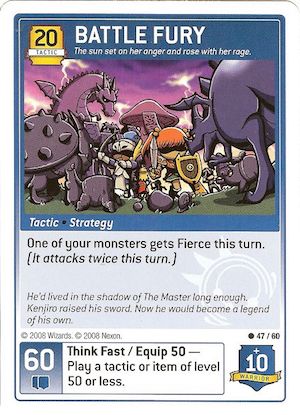 20
TACTIC
BATTLE FURY
The sun set on her anger and rose with her rage.
Tactic • Strategy
One of your monsters gets Fierce this turn.
(It attacks twice this turn.)
He'd lived in the shadow of The Master long enough.
Kenjiro raised his sword. Now he would become a legend
of his own.
© 2008 Wizards. © 2008 Nexon.
● 47 / 60
60
Think Fast / Equip 50 —
Play a tactic or item of level
50 or less.
+
10
WARRIOR